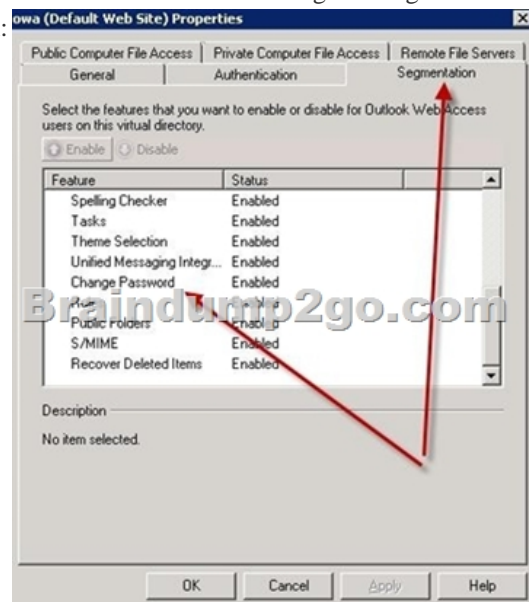 :
owa (Default Web Site) Properties
Public Computer File Access
Private Computer File Access
Remote File Servers
General
Authentication
Segmentation
Select the features that you want to enable or disable for Outlook Web Access
users on this virtual directory.
Enable
Disable
Feature Status
Spelling Checker Enabled
Tasks Enabled
Theme Selection Enabled
Unified Messaging Integr... Enabled
Change Password Enabled
Enabled
Public Folders Enabled
S/MIME Enabled
Recover Deleted Items Enabled
Braindump2go.com
Description
No item selected.
OK
Cancel
Apply
Help